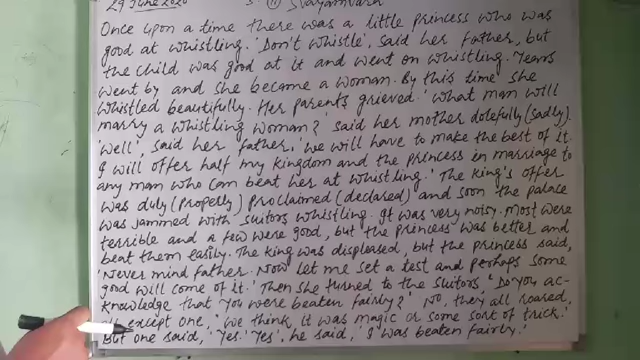 29 June 2020 Swayamvara
Once upon a time there was a little princess who was
good at whistling. 'Don't whistle', said her father, but
the child was good at it and went on whistling. Years
went by and she became a woman. By this time she
whistled beautifully. Her parents grieved. 'What man will
marry a whistling woman?' said her mother dolefully (sadly).
'Well', said her father, 'we will have to make the best of it.
I will offer half my kingdom and the princess in marriage to
any man who can beat her at whistling.' The king's offer
was duly (properly) proclaimed (declared) and soon the palace
was jammed with suitors whistling. It was very noisy. Most were
terrible and a few were good, but the princess was better and
beat them easily. The king was displeased, but the princess said,
'Never mind father. Now let me set a test and perhaps some
good will come of it.' Then she turned to the suitors, 'Do you ac-
knowledge that you were beaten fairly?' 'No, they all roared,
except one, 'we think, it was magic or some sort of trick.'
But one said, 'Yes.' 'Yes', he said, 'I was beaten fairly.'